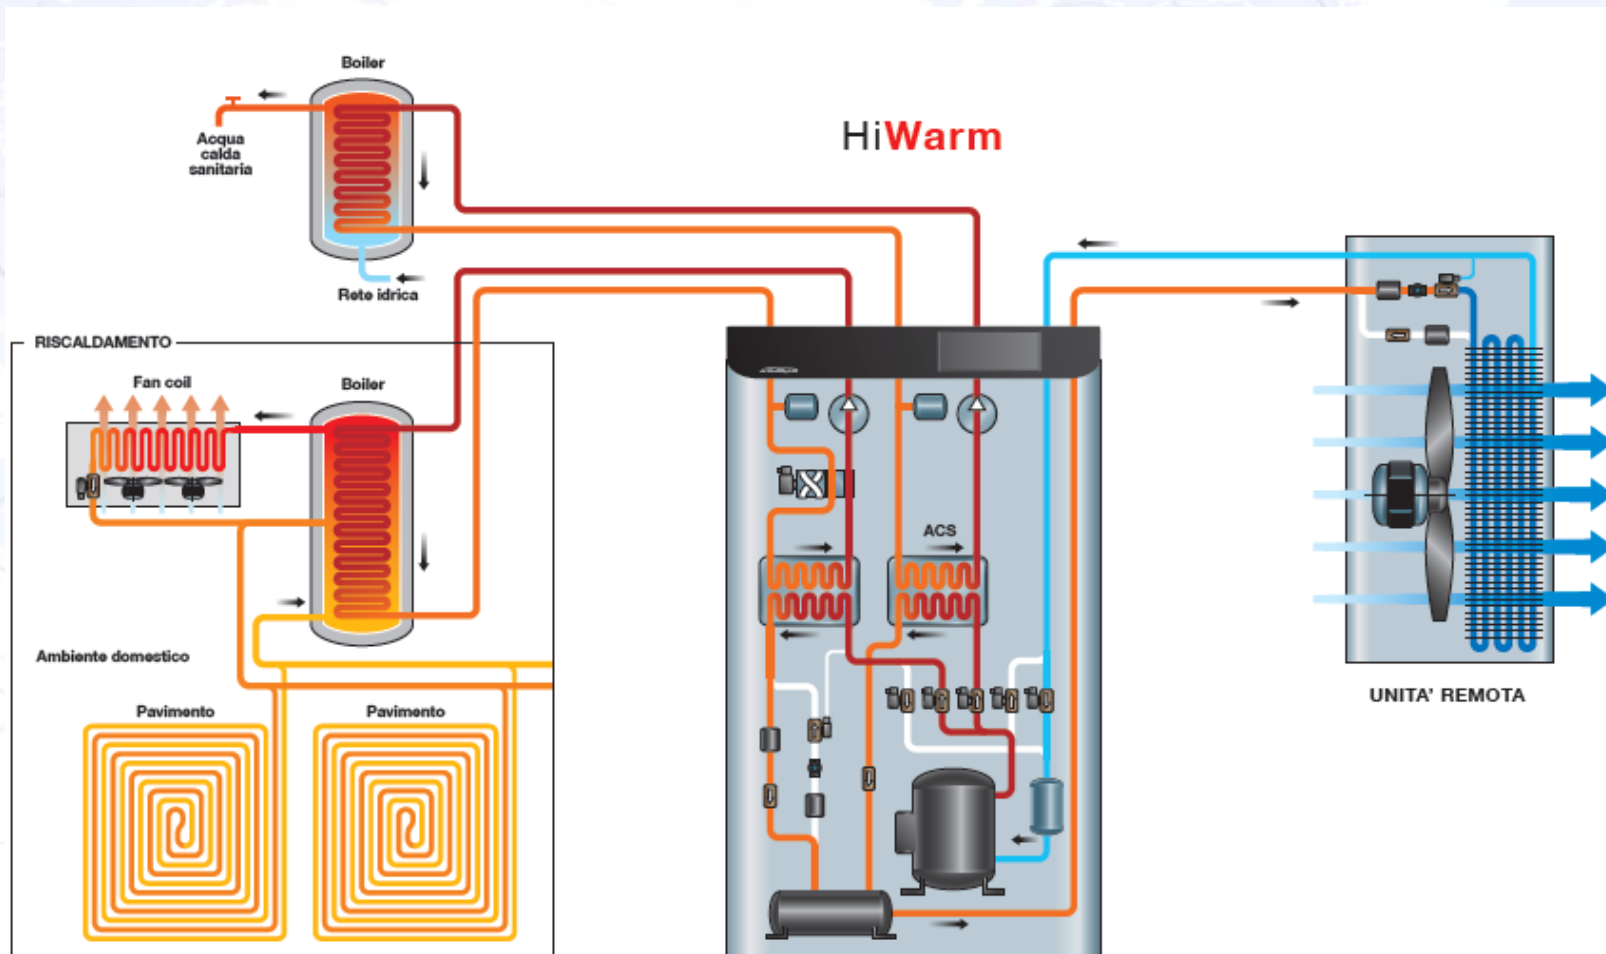 Boiler
Acqua
calda
sanitaria
HiWarm
Rete idrica
RISCALDAMENTO
Fan coil
Boiler
ACS
Ambiente domestico
Pavimento
Pavimento
UNITA' REMOTA